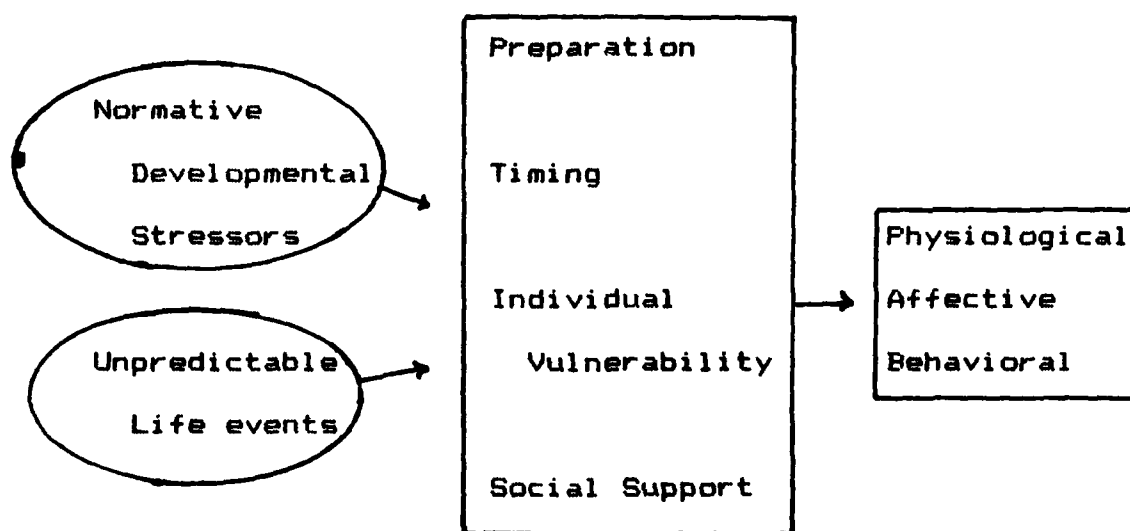 Normative
Developmental
Stressors
Unpredictable
Life events
Preparation
Timing
Individual
Vulnerability
Social Support
Physiological
Affective
Behavioral